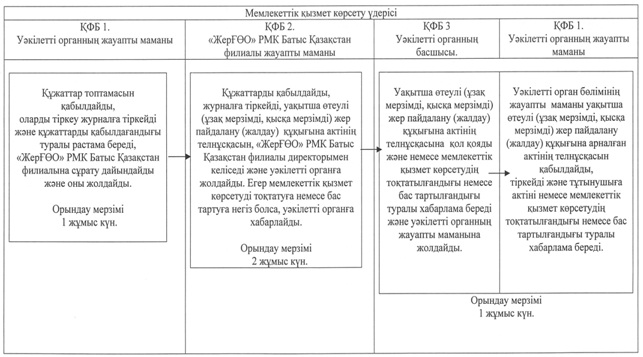 Мемлекеттік қызмет көрсету үдерісі
ҚФБ 1.
Уәкілетті органның жауапты маманы
ҚФБ 2.
«ЖерҒӨО» РМК Батыс Қазақстан
филиалы жауапты маманы
ҚФБ 3
Уәкілетті органның
басшысы.
ҚФБ 1.
Уәкілетті органның жауапты
маманы
Құжаттар топтамасын
қабылдайды,
оларды тіркеу журналға тіркейді
және құжаттарды қабылдағандығы
туралы растама береді,
«ЖерҒӨО» РМК Батыс Қазақстан
филиалына сұрату дайындайды
және оны жолдайды.
Орындау мерзімі
1 жұмыс күн.
Құжаттарды қабылдайды,
журналға тіркейді, уақытша өтеулі
(ұзақ мерзімді, қысқа мерзімді) жер
пайдалану (жалдау) құқығына актінің
телнұсқасын, «ЖерҒӨО» РМК Батыс
Қазақстан филиалы директорымен
келіседі және уәкілетті органға
жолдайды. Егер мемлекеттік қызмет
көрсетуді тоқтатуға немесе бас
тартуға негіз болса, уәкілетті органға
хабарлайды.
Орындау мерзімі
2 жұмыс күн.
Уақытша өтеулі (ұзақ
мерзімді, қысқа мерзімді)
жер пайдалану (жалдау)
құқығына актінің
телнұсқасына қол қояды
және немесе мемлекеттік
қызмет көрсетудің
тоқтатылғандығы немесе
бас тартылғандығы
туралы хабарлама береді
және уәкілетті органның
жауапты маманына
жолдайды.
Уәкілетті орган бөлімінің
жауапты маманы уақытша
өтеулі (ұзақ мерзімді, қысқа
мерзімді) жер пайдалану
(жалдау) құқығына арналған
актінің телнұсқасын
қабылдайды,
тіркейді және тұтынушыға
актіні немесе мемлекеттік
қызмет көрсетудің
тоқтатылғандығы немесе бас
тартылғандығы туралы
хабарлама береді.
Орындау мерзімі
1 жұмыс күн.